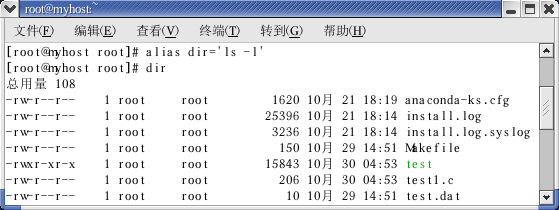 root@myhost:~
文件(F) 编辑(E) 查看(V) 终端(T) 转到(G) 帮助(H)
[root@myhost root]# alias dir='ls -l'
[root@myhost root]# dir
总用量 108
-rw-r--r-- 1 root root 1620 10月 21 18:19 anaconda-ks.cfg
-rw-r--r-- 1 root root 25396 10月 21 18:14 install.log
-rw-r--r-- 1 root root 3236 10月 21 18:14 install.log.syslog
-rw-r--r-- 1 root root 150 10月 29 14:51 Makefile
-rwxr-xr-x 1 root root 15843 10月 30 04:53 test
-rw-r--r-- 1 root root 206 10月 30 04:53 test1.c
-rw-r--r-- 1 root root 10 10月 29 14:51 test.dat